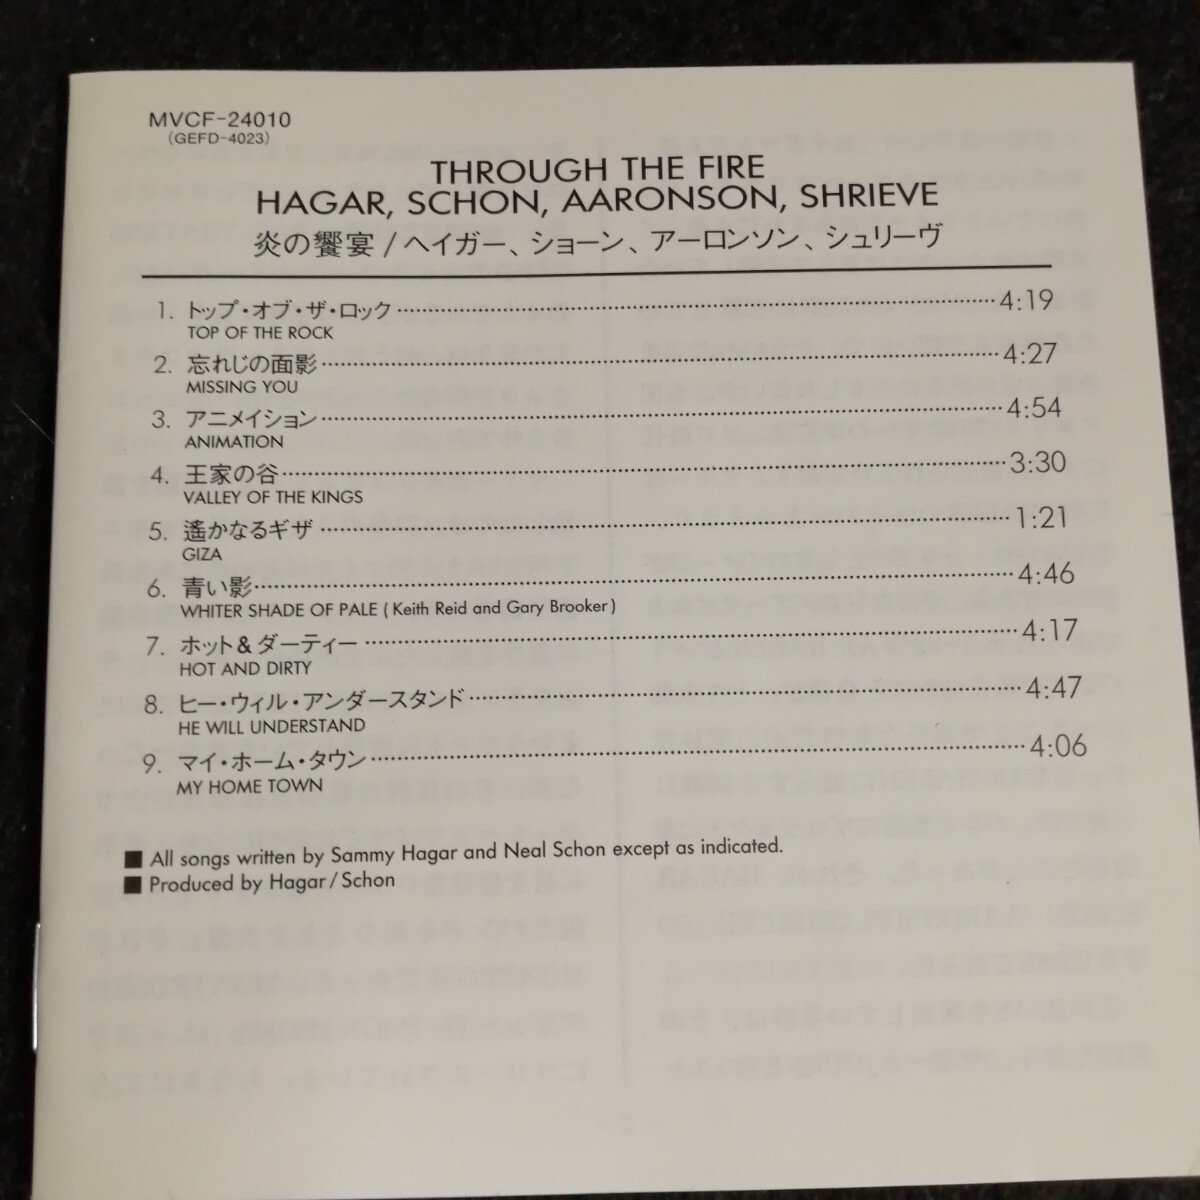 MVCF-24010
(GEFD-4023)
THROUGH THE FIRE
HAGAR, SCHON, AARONSON, SHRIEVE
炎の饗宴/ヘイガー、ショーン、アーロンソン、シュリーヴ
1. トップ・オブ・ザ・ロック 4:19
TOP OF THE ROCK
2. 忘れじの面影 4:27
MISSING YOU
3. アニメイション 4:54
ANIMATION
4. 王家の谷 3:30
VALLEY OF THE KINGS
5. 遙かなるギザ 1:21
GIZA
6. 青い影 4:46
WHITER SHADE OF PALE (Keith Reid and Gary Brooker)
7. ホット&ダーティー 4:17
HOT AND DIRTY
8. ヒー・ウィル・アンダースタンド 4:47
HE WILL UNDERSTAND
9. マイ・ホーム・タウン 4:06
MY HOME TOWN
■ All songs written by Sammy Hagar and Neal Schon except as indicated.
■ Produced by Hagar/Schon